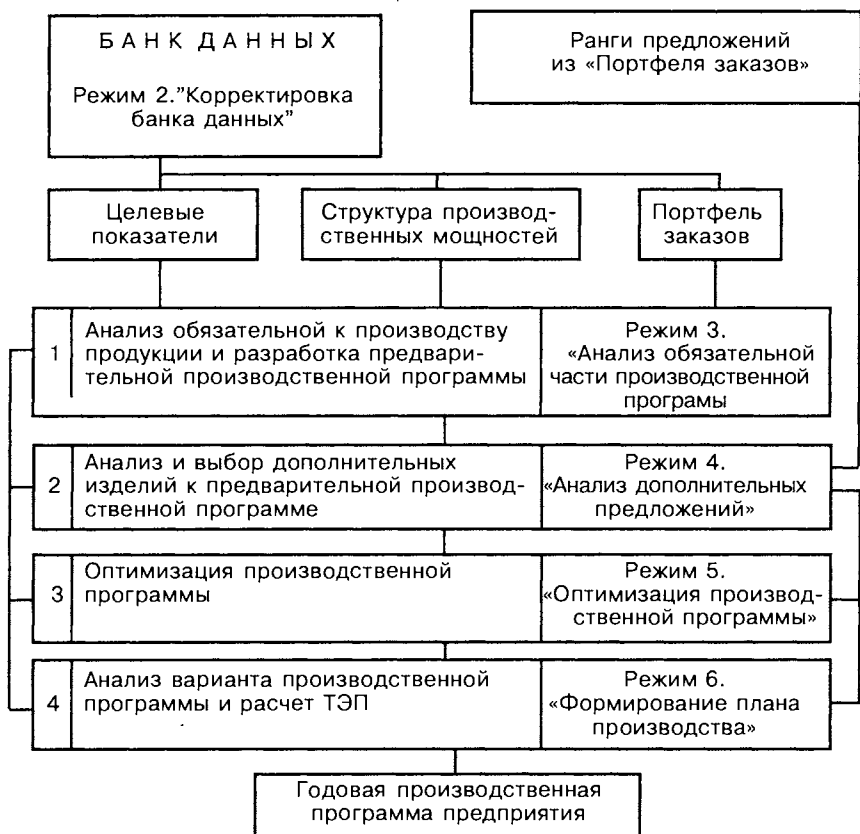 БАНК ДАННЫХ
Режим 2."Корректировка
банка данных"
Ранги предложений
из «Портфеля заказов»
Целевые
показатели
Структура производ-
ственных мощностей
Портфель
заказов
1
Анализ обязательной к производству
продукции и разработка предвари-
тельной производственной программы
Режим 3.
«Анализ обязательной
части производственной
програмы
2
Анализ и выбор дополнительных
изделий к предварительной производ-
ственной программе
Режим 4.
«Анализ дополнительных
предложений»
3
Оптимизация производственной
программы
Режим 5.
«Оптимизация производ-
ственной программы»
4
Анализ варианта производственной
программы и расчет ТЭП
Режим 6.
«Формирование плана
производства»
Годовая производственная
программа предприятия